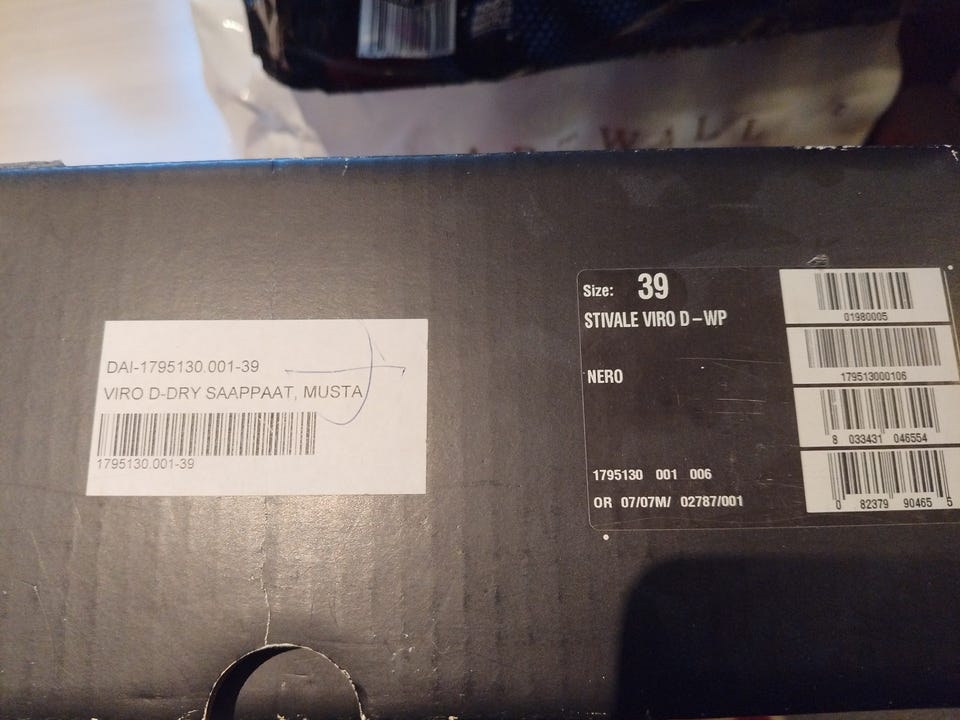 DAI-1795130.001-39
VIRO D-DRY SAAPPAAT, MUSTA
1795130.001-39
Size: 39
STIVALE VIRO D-WP
NERO
1795130 001 006
OR 07/07M/ 02787/001
01980005
179513000106
8 033431 046554
0 82379 90465 5